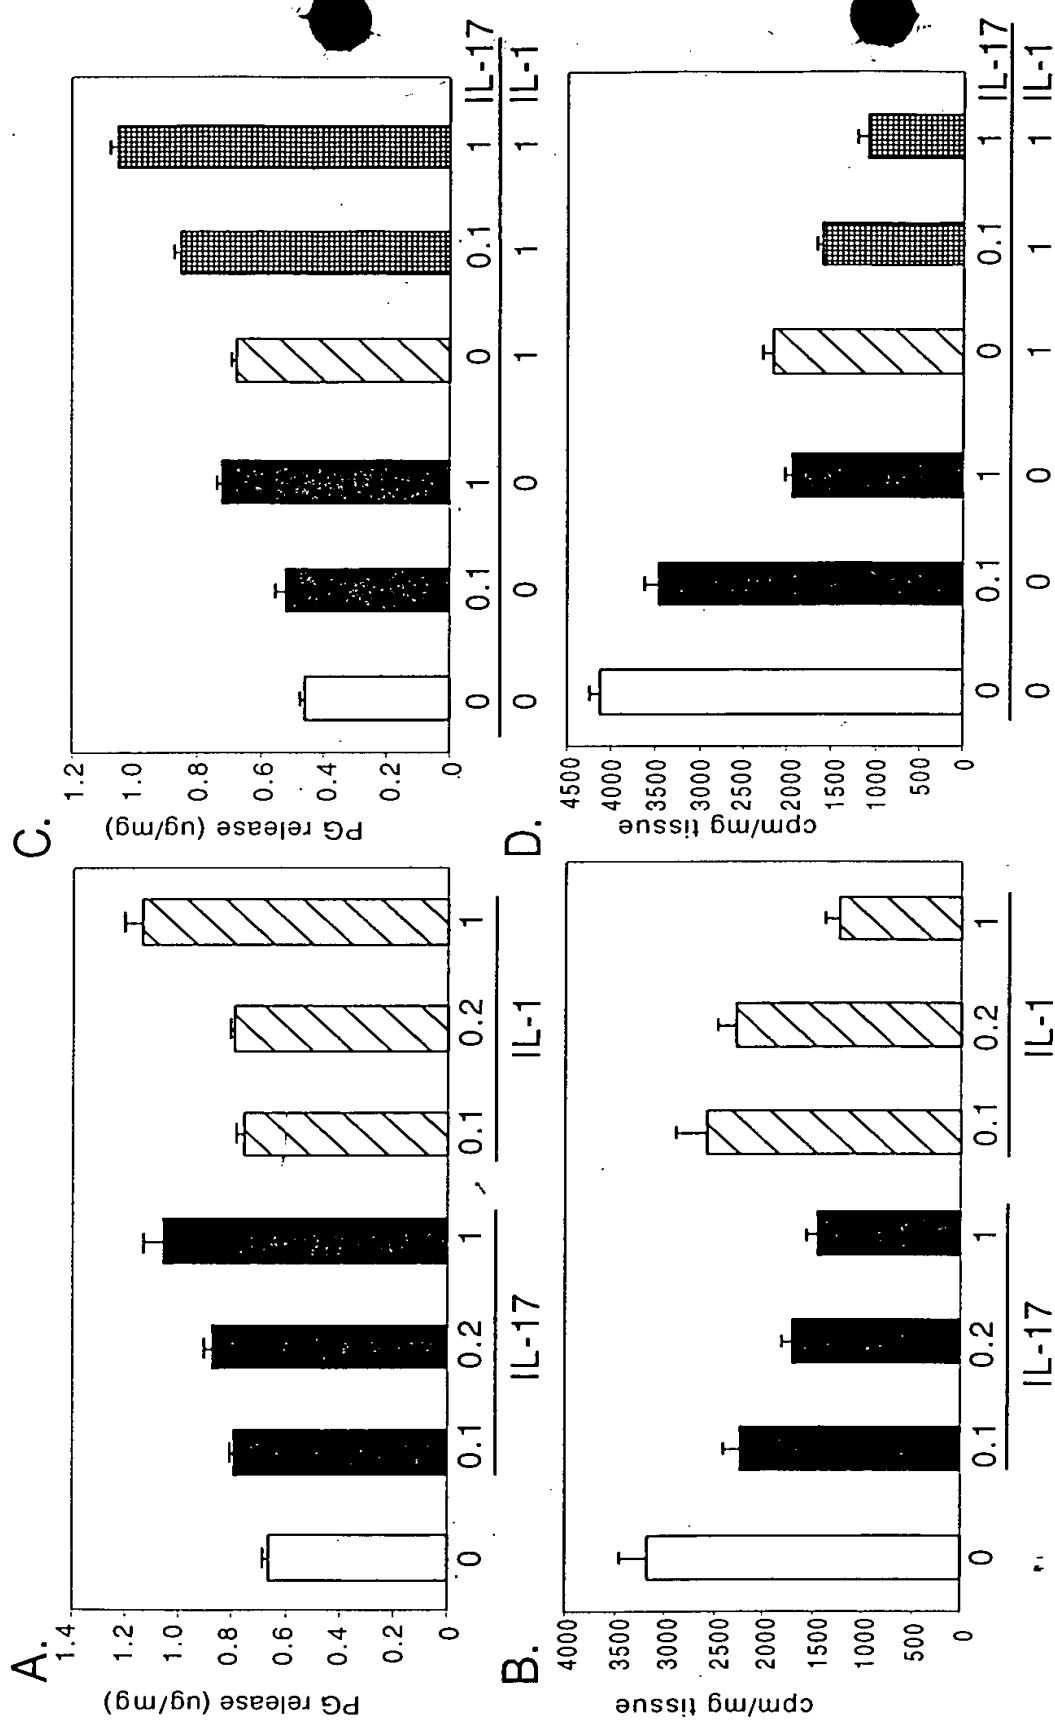 A.
PG release (ug/mg)
1.4
1.2
1.0
0.8
0.6
0.4
0.2
0
0 0.1 0.2 1 0.1 0.2 1
IL-17 IL-1
B.
cpm/mg tissue
4000
3500
3000
2500
2000
1500
1000
500
0
0 0.1 0.2 1 0.1 0.2 1
IL-17 IL-1
C.
PG release (ug/mg)
1.2
1.0
0.8
0.6
0.4
0.2
.0
0 0.1 1 0 0.1 1 IL-17
0 0 0 1 1 1 IL-1
D.
cpm/mg tissue
4500
4000
3500
3000
2500
2000
1500
1000
500
0
0 0.1 1 0 0.1 1 IL-17
0 0 0 1 1 1 IL-1